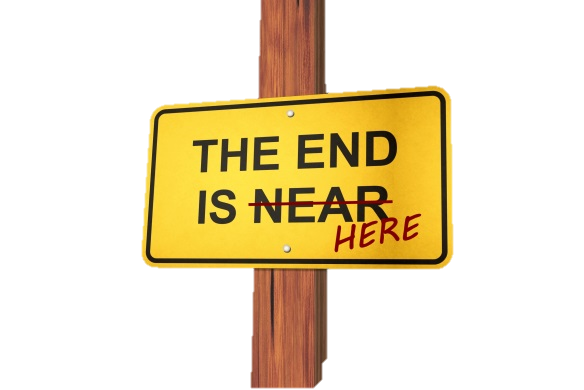 THE END
IS NEAR
HERE